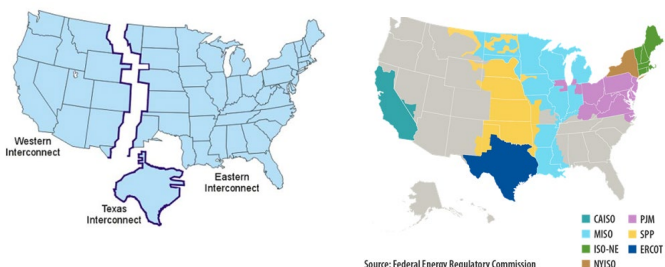 Western
Interconnect
Eastern
Interconnect
Texas
Interconnect
CAISO
PJM
MISO
SPP
ISO-NE
ERCOT
NYISO
Source: Federal Energy Regulatory Commission